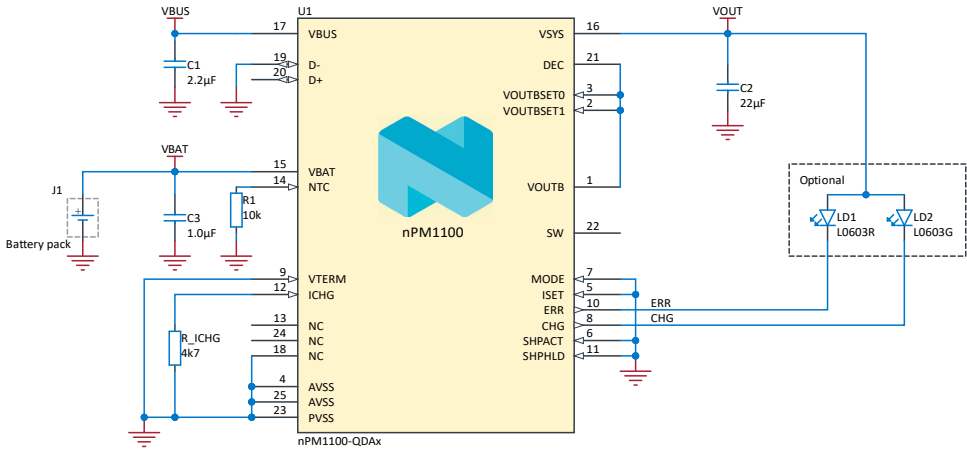 U1
VBUS
17
VBUS
C1
2.2µF
19
D-
20
D+
VBAT
15
VBAT
14
NTC
J1
+
Battery pack
C3
1.0µF
R1
10k
9
VTERM
12
ICHG
R_ICHG
4k7
13
NC
24
NC
18
NC
4
AVSS
25
AVSS
23
PVSS
nPM1100
nPM1100-QDAx
VSYS
16
VOUT
DEC
21
VOUTBSET0
3
VOUTBSET1
2
C2
22µF
VOUTB
1
SW
22
MODE
7
ISET
5
ERR
10
ERR
CHG
8
CHG
SHPACT
6
SHPHLD
11
Optional
LD1
L0603R
LD2
L0603G